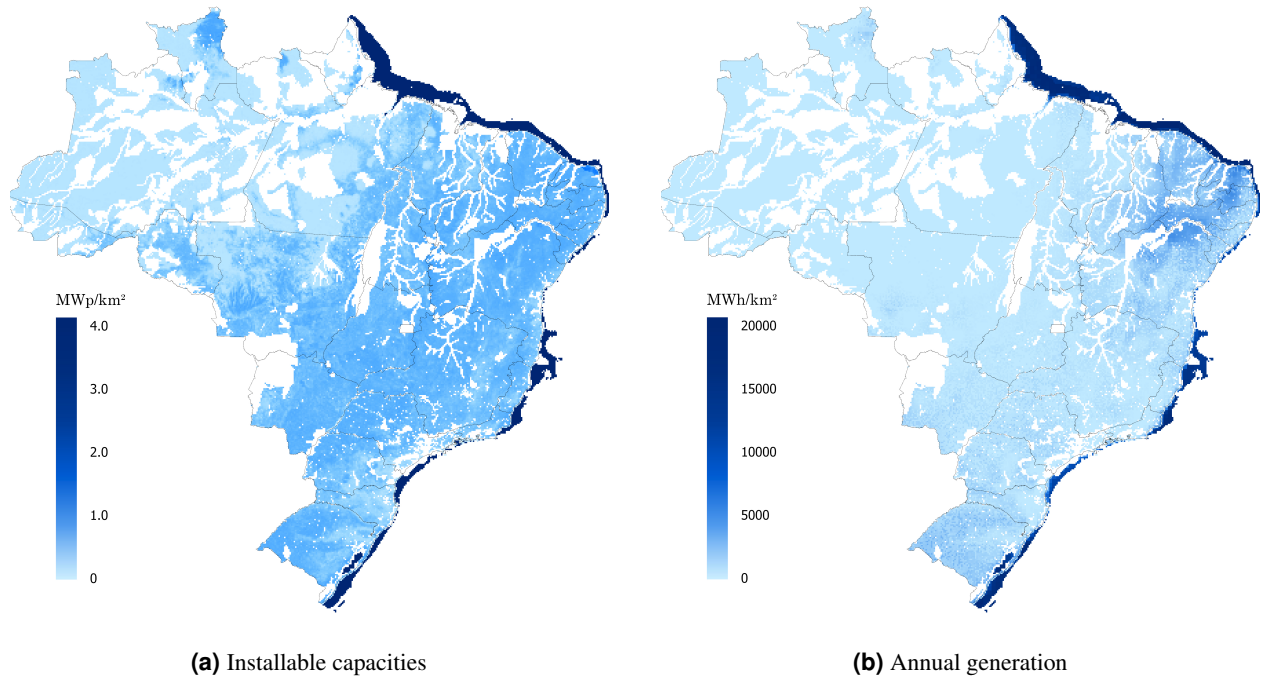 MWp/km²
4.0
3.0
2.0
1.0
0
(a) Installable capacities
MWh/km²
20000
15000
10000
5000
0
(b) Annual generation